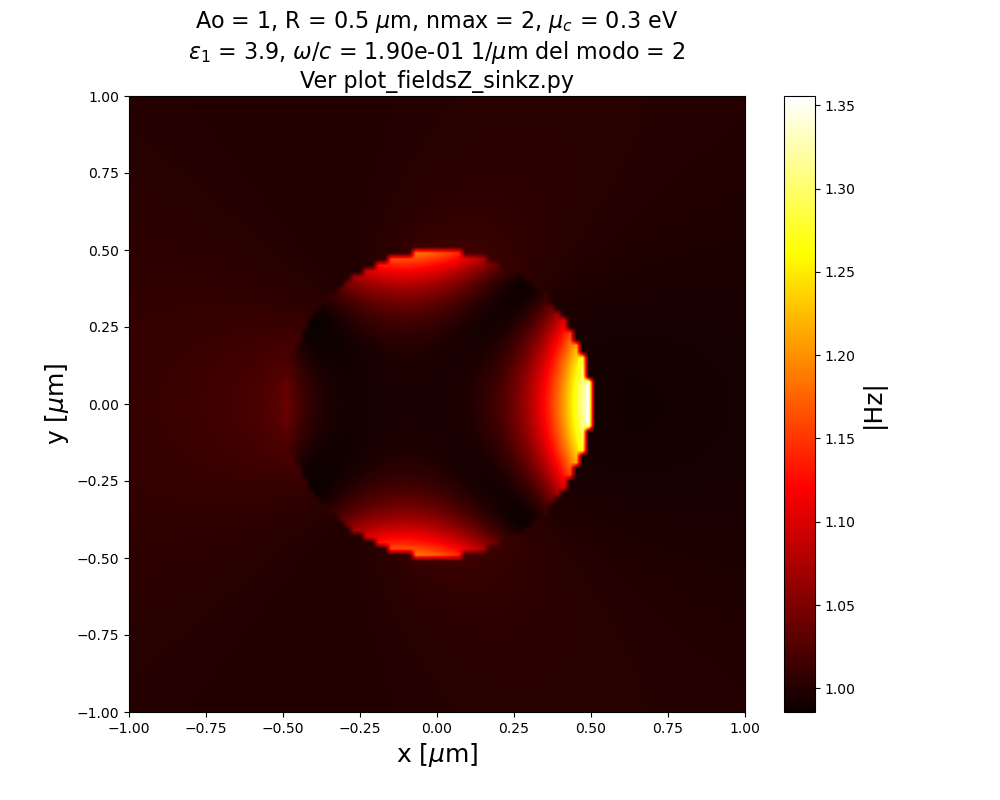 Ao = 1, R = 0.5 μm, nmax = 2, μc = 0.3 eV
ε1 = 3.9, ω/c = 1.90e-01 1/μm del modo = 2
Ver plot_fieldsZ_sinkz.py
1.00
0.75
0.50
0.25
0.00
−0.25
−0.50
−0.75
−1.00
y [μm]
−1.00 −0.75 −0.50 −0.25 0.00 0.25 0.50 0.75 1.00
x [μm]
1.35
1.30
1.25
1.20
1.15
1.10
1.05
1.00
|Hz|